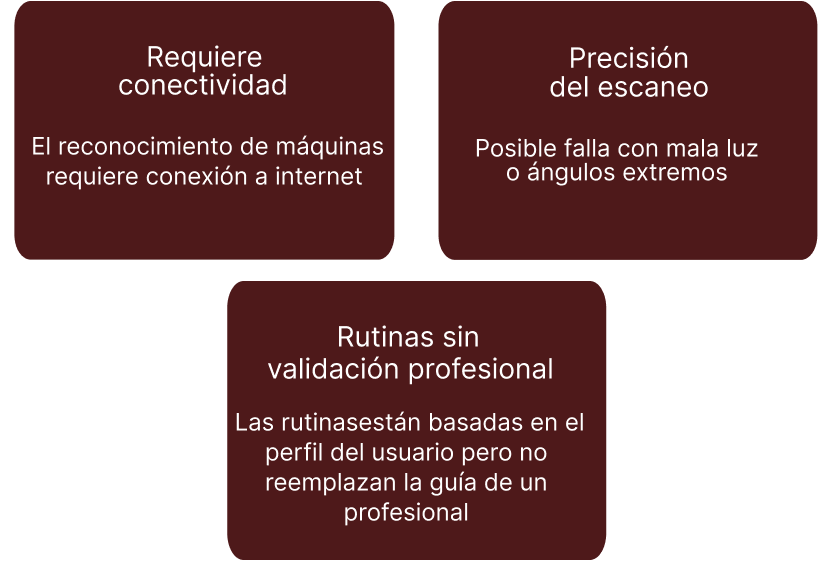 Requiere
conectividad
El reconocimiento de máquinas
requiere conexión a internet
Precisión
del escaneo
Posible falla con mala luz
o ángulos extremos
Rutinas sin
validación profesional
Las rutinasestán basadas en el
perfil del usuario pero no
reemplazan la guía de un
profesional